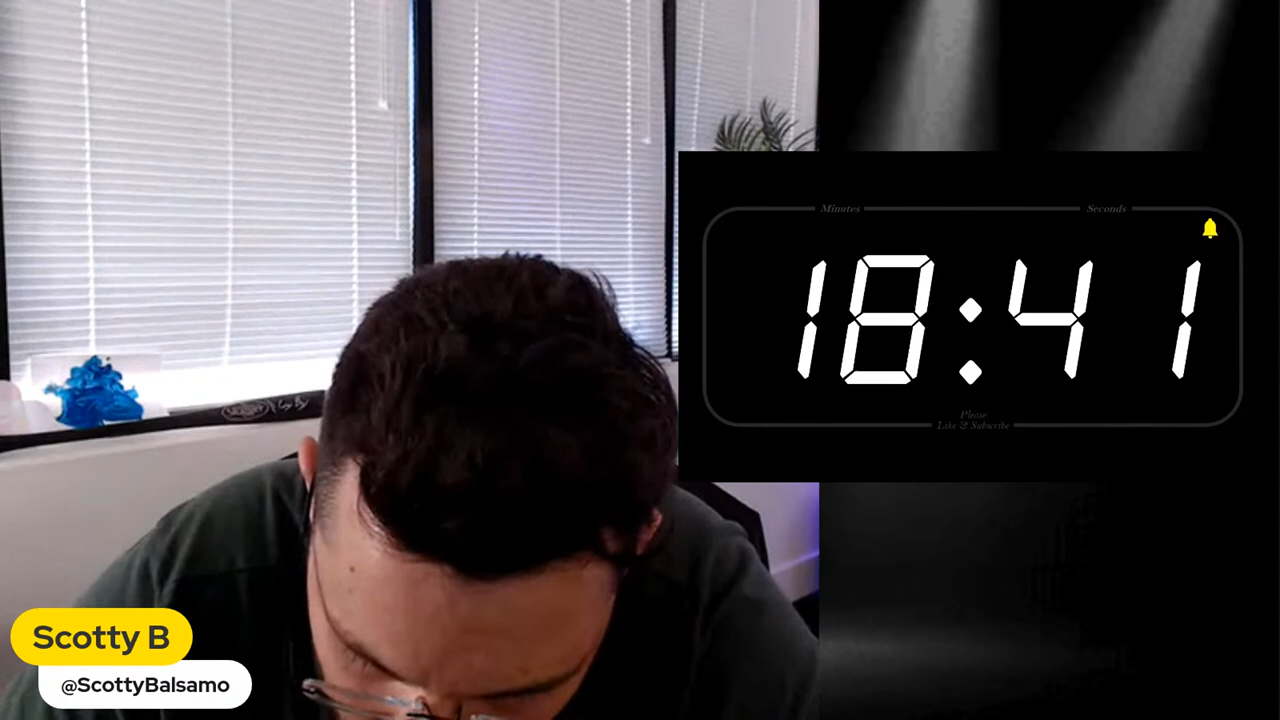 Minutes
Seconds
18:41
Please
Like & Subscribe
Scotty B
@ScottyBalsamo